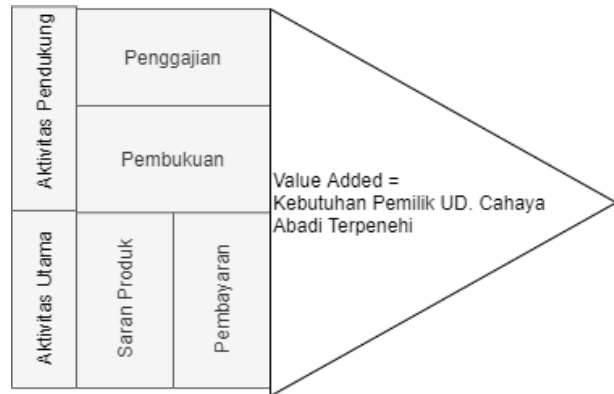 Aktivitas Pendukung
Penggajian
Pembukuan
Aktivitas Utama
Saran Produk
Pembayaran
Value Added =
Kebutuhan Pemilik UD. Cahaya
Abadi Terpenehi